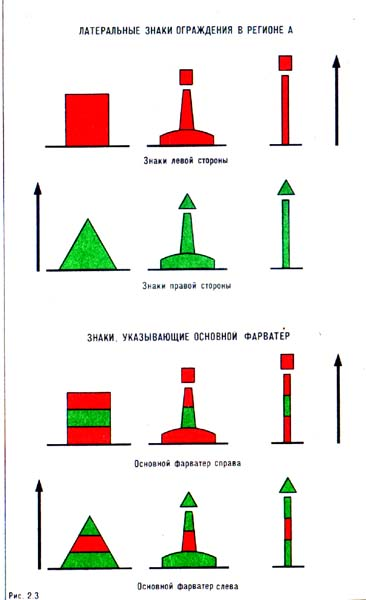 ЛАТЕРАЛЬНЫЕ ЗНАКИ ОГРАЖДЕНИЯ В РЕГИОНЕ А
Знаки левой стороны
Знаки правой стороны
ЗНАКИ, УКАЗЫВАЮЩИЕ ОСНОВНОЙ ФАРВАТЕР
Основной фарватер справа
Основной фарватер слева
Рис. 2.3